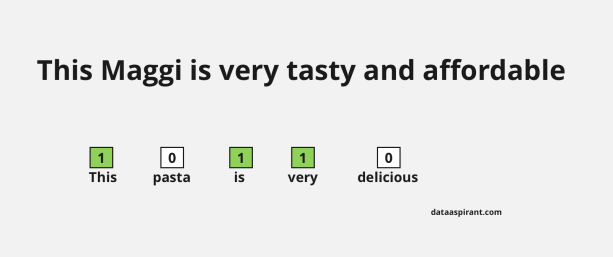 This Maggi is very tasty and affordable
1 0 1 1 0
This pasta is very delicious
dataaspirant.com